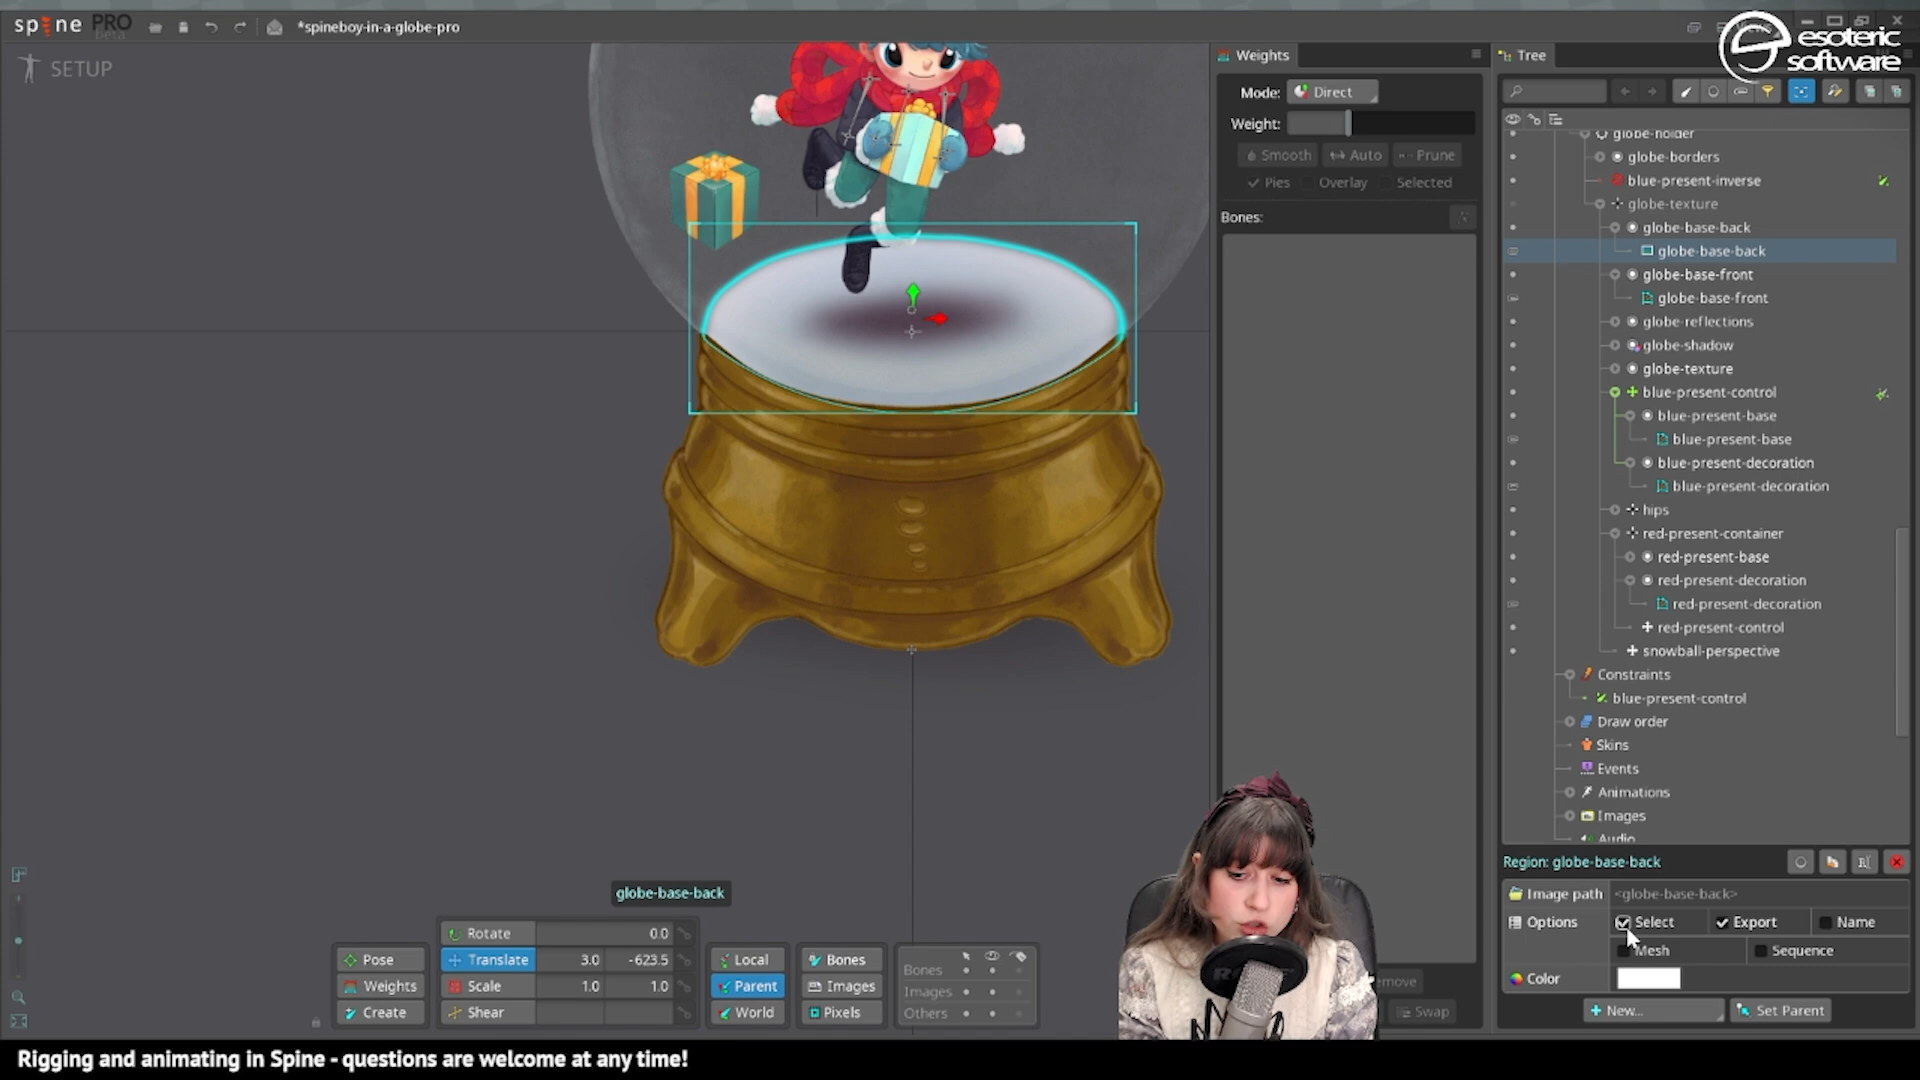 spine PRO
beta
*spineboy-in-a-globe-pro
esoteric
software
SETUP
Weights
Mode: Direct
Weight:
Smooth Auto Prune
Pies Overlay Selected
Bones:
Tree
globe-holder
globe-borders
blue-present-inverse
globe-texture
globe-base-back
globe-base-back
globe-base-front
globe-base-front
globe-reflections
globe-shadow
globe-texture
blue-present-control
blue-present-base
blue-present-base
blue-present-decoration
blue-present-decoration
hips
red-present-container
red-present-base
red-present-decoration
red-present-decoration
red-present-control
snowball-perspective
Constraints
blue-present-control
Draw order
Skins
Events
Animations
Images
Audio
Region: globe-base-back
Image path <globe-base-back>
Options Select Export Name
Mesh Sequence
Color
New... Set Parent
globe-base-back
Pose
Weights
Create
Rotate 0.0
Translate 3.0 -623.5
Scale 1.0 1.0
Shear
Local
Parent
World
Bones
Images
Pixels
Bones
Images
Others
Swap
Rigging and animating in Spine - questions are welcome at any time!